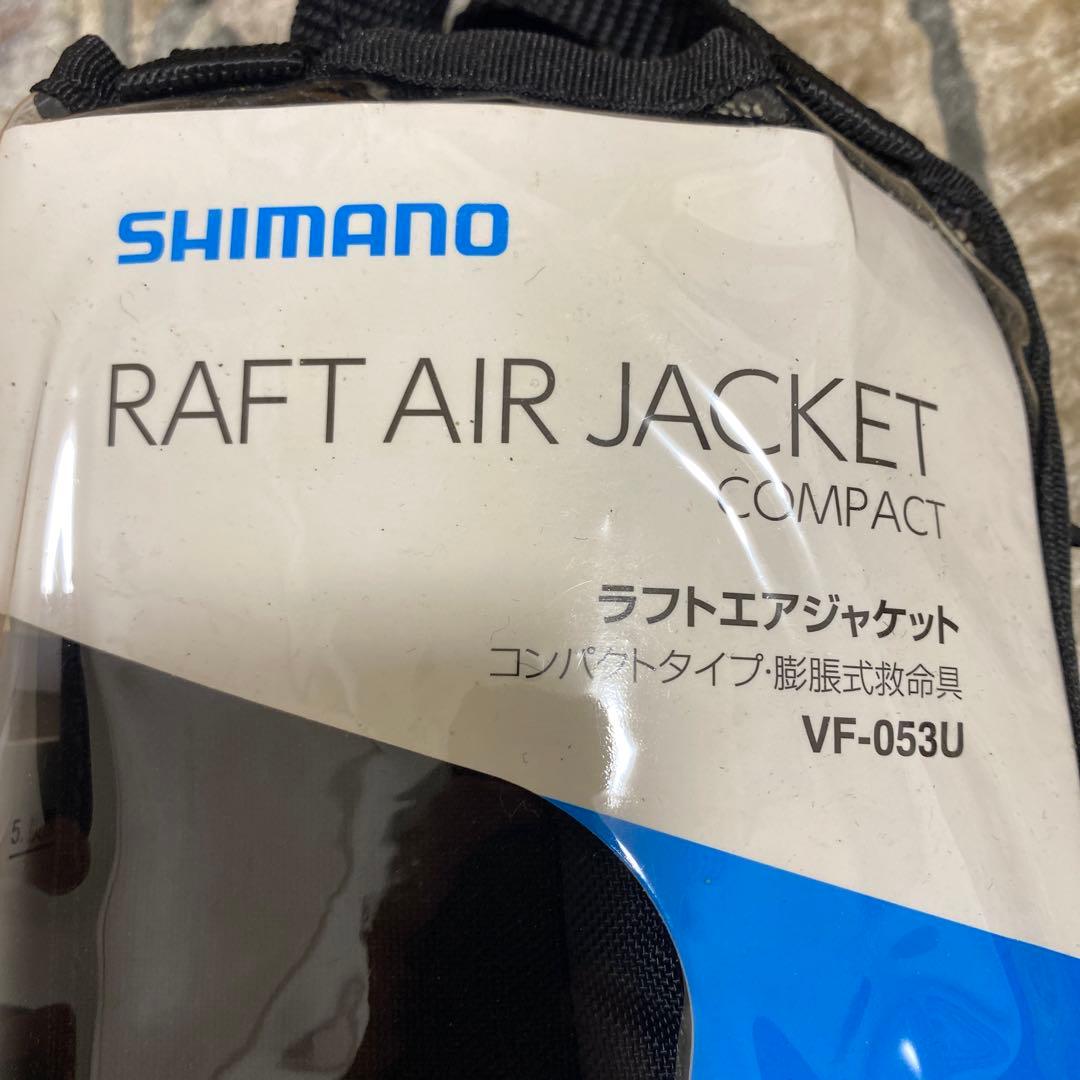 SHIMANO
RAFT AIR JACKET
COMPACT
ラフトエアジャケット
コンパクトタイプ・膨脹式救命具
VF-053U